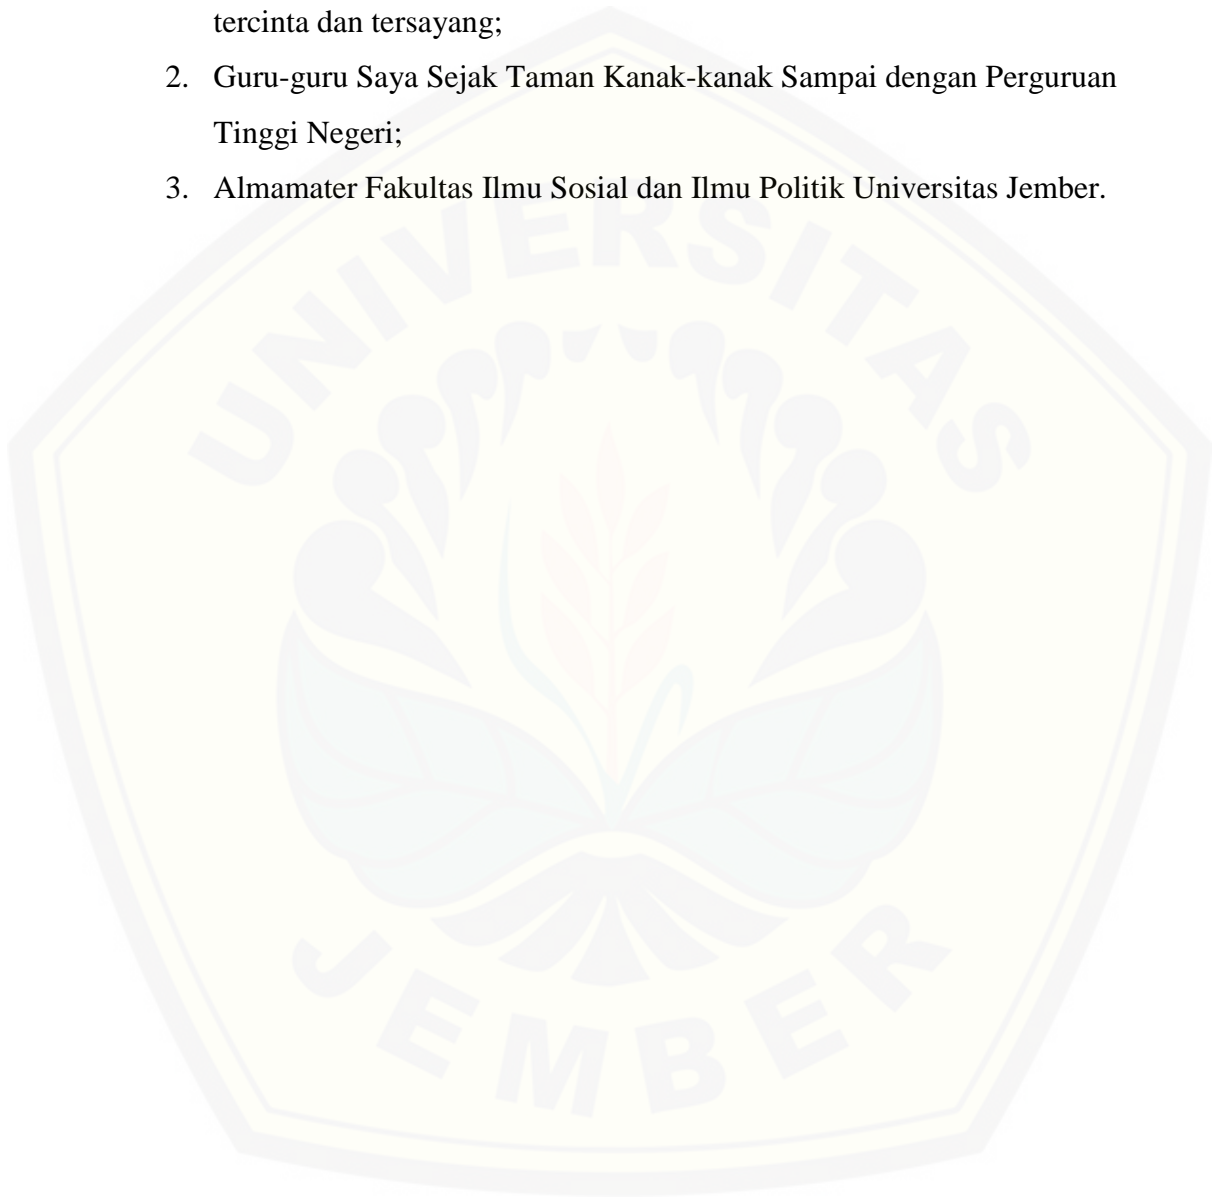 tercinta dan tersayang;
2. Guru-guru Saya Sejak Taman Kanak-kanak Sampai dengan Perguruan
Tinggi Negeri;
3. Almamater Fakultas Ilmu Sosial dan Ilmu Politik Universitas Jember.
UNIVERSITAS
JEMBER